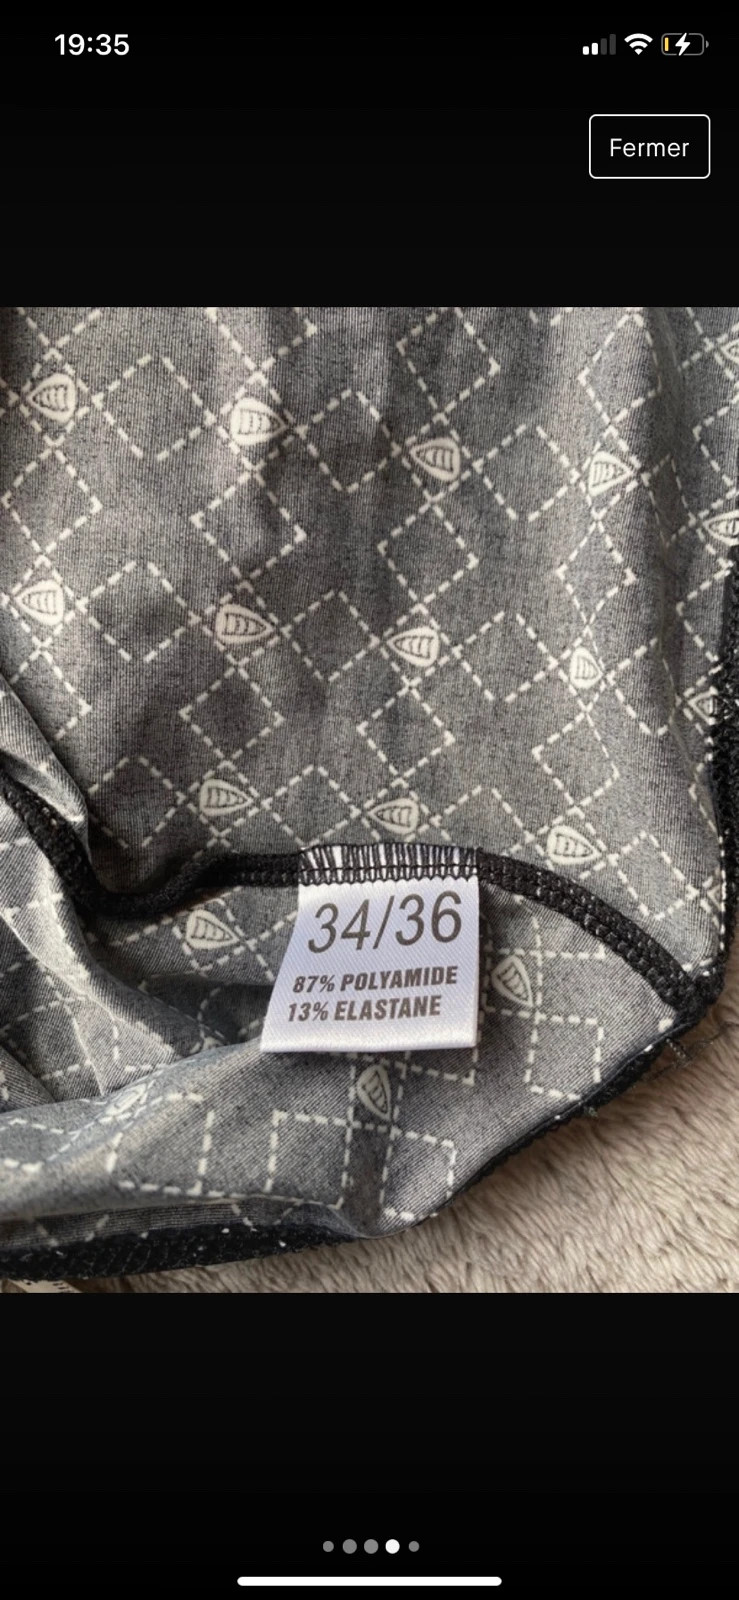 19:35
Fermer
34/36
87% POLYAMIDE
13% ELASTANE